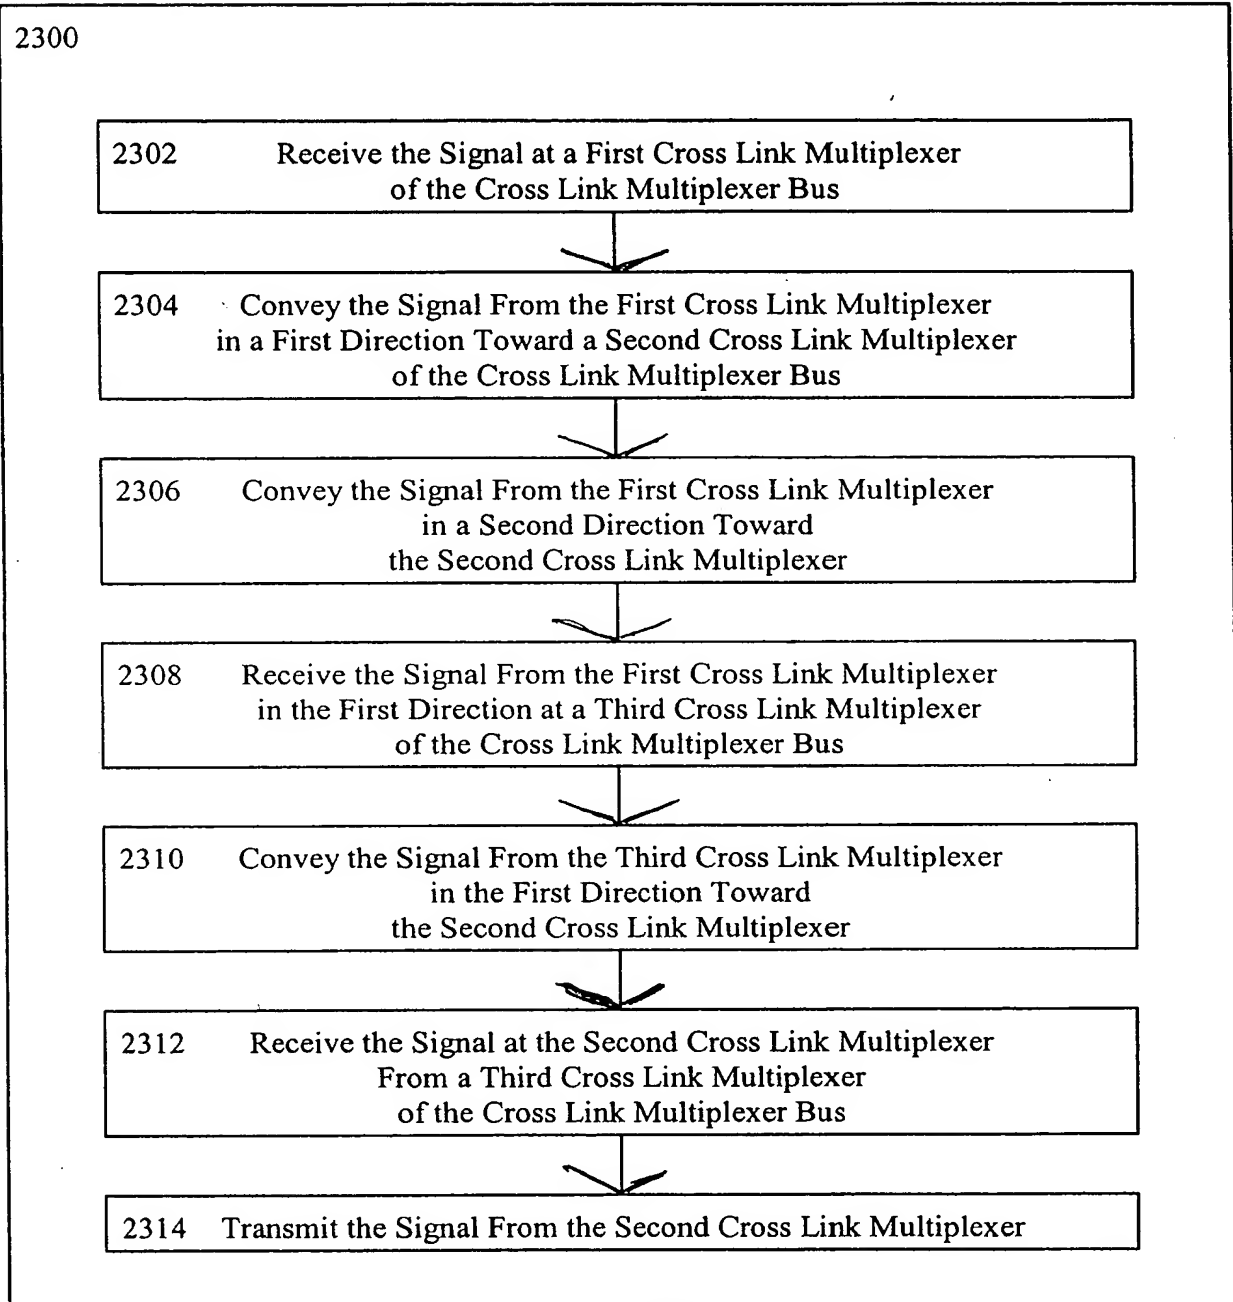 2300
2302 Receive the Signal at a First Cross Link Multiplexer
of the Cross Link Multiplexer Bus
2304 Convey the Signal From the First Cross Link Multiplexer
in a First Direction Toward a Second Cross Link Multiplexer
of the Cross Link Multiplexer Bus
2306 Convey the Signal From the First Cross Link Multiplexer
in a Second Direction Toward
the Second Cross Link Multiplexer
2308 Receive the Signal From the First Cross Link Multiplexer
in the First Direction at a Third Cross Link Multiplexer
of the Cross Link Multiplexer Bus
2310 Convey the Signal From the Third Cross Link Multiplexer
in the First Direction Toward
the Second Cross Link Multiplexer
2312 Receive the Signal at the Second Cross Link Multiplexer
From a Third Cross Link Multiplexer
of the Cross Link Multiplexer Bus
2314 Transmit the Signal From the Second Cross Link Multiplexer